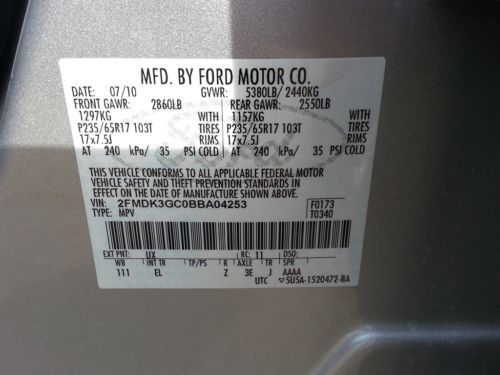 MFD. BY FORD MOTOR CO.
DATE: 07/10 GVWR: 5380LB/ 2440KG
FRONT GAWR: 2860LB REAR GAWR: 2550LB
1297KG WITH 1157KG WITH
P235/65R17 103T TIRES P235/65R17 103T TIRES
17x7.5J RIMS 17x7.5J RIMS
AT 240 kPa/ 35 PSI COLD AT 240 kPa/ 35 PSI COLD
THIS VEHICLE CONFORMS TO ALL APPLICABLE FEDERAL MOTOR
VEHICLE SAFETY AND THEFT PREVENTION STANDARDS IN
EFFECT ON THE DATE OF MANUFACTURE SHOWN ABOVE.
VIN: 2FMDK3GC0BBA04253 F0173
TYPE: MPV T0340
EXT PNT: UX RC: 11 DSO:
WB INT TR TP/PS R AXLE TR SPR
111 EL Z 3E J AAAA
UTC 5U5A-1520472-BA